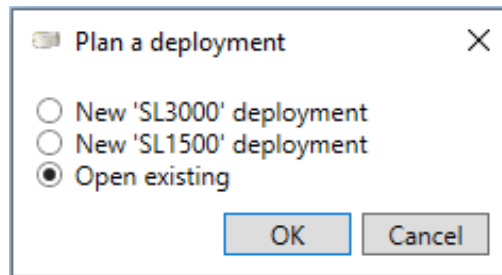 Plan a deployment
New 'SL3000' deployment
New 'SL1500' deployment
Open existing
OK Cancel